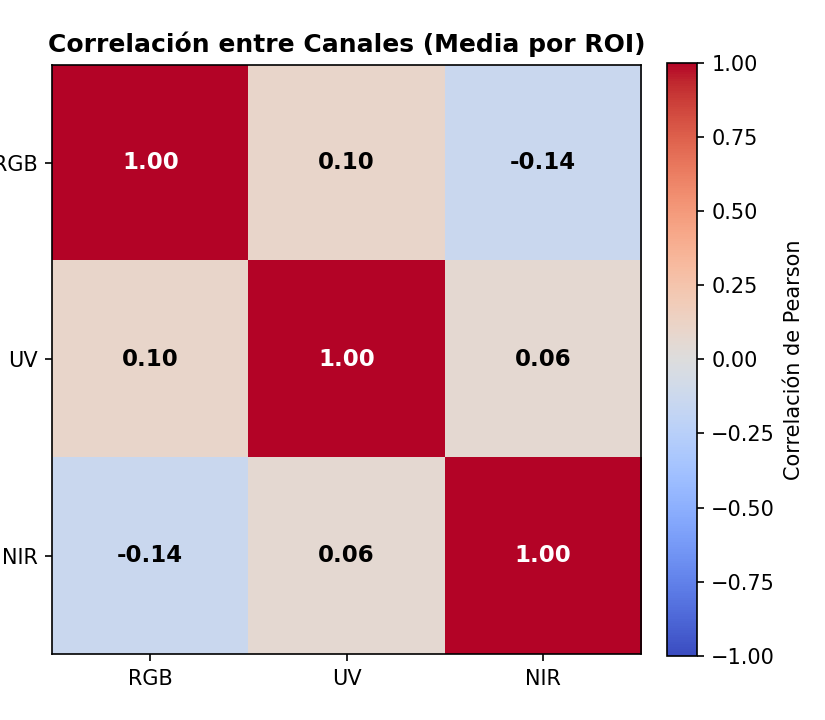 Correlación entre Canales (Media por ROI)
RGB 1.00 0.10 -0.14
UV 0.10 1.00 0.06
NIR -0.14 0.06 1.00
RGB UV NIR
1.00
0.75
0.50
0.25
0.00
−0.25
−0.50
−0.75
−1.00
Correlación de Pearson